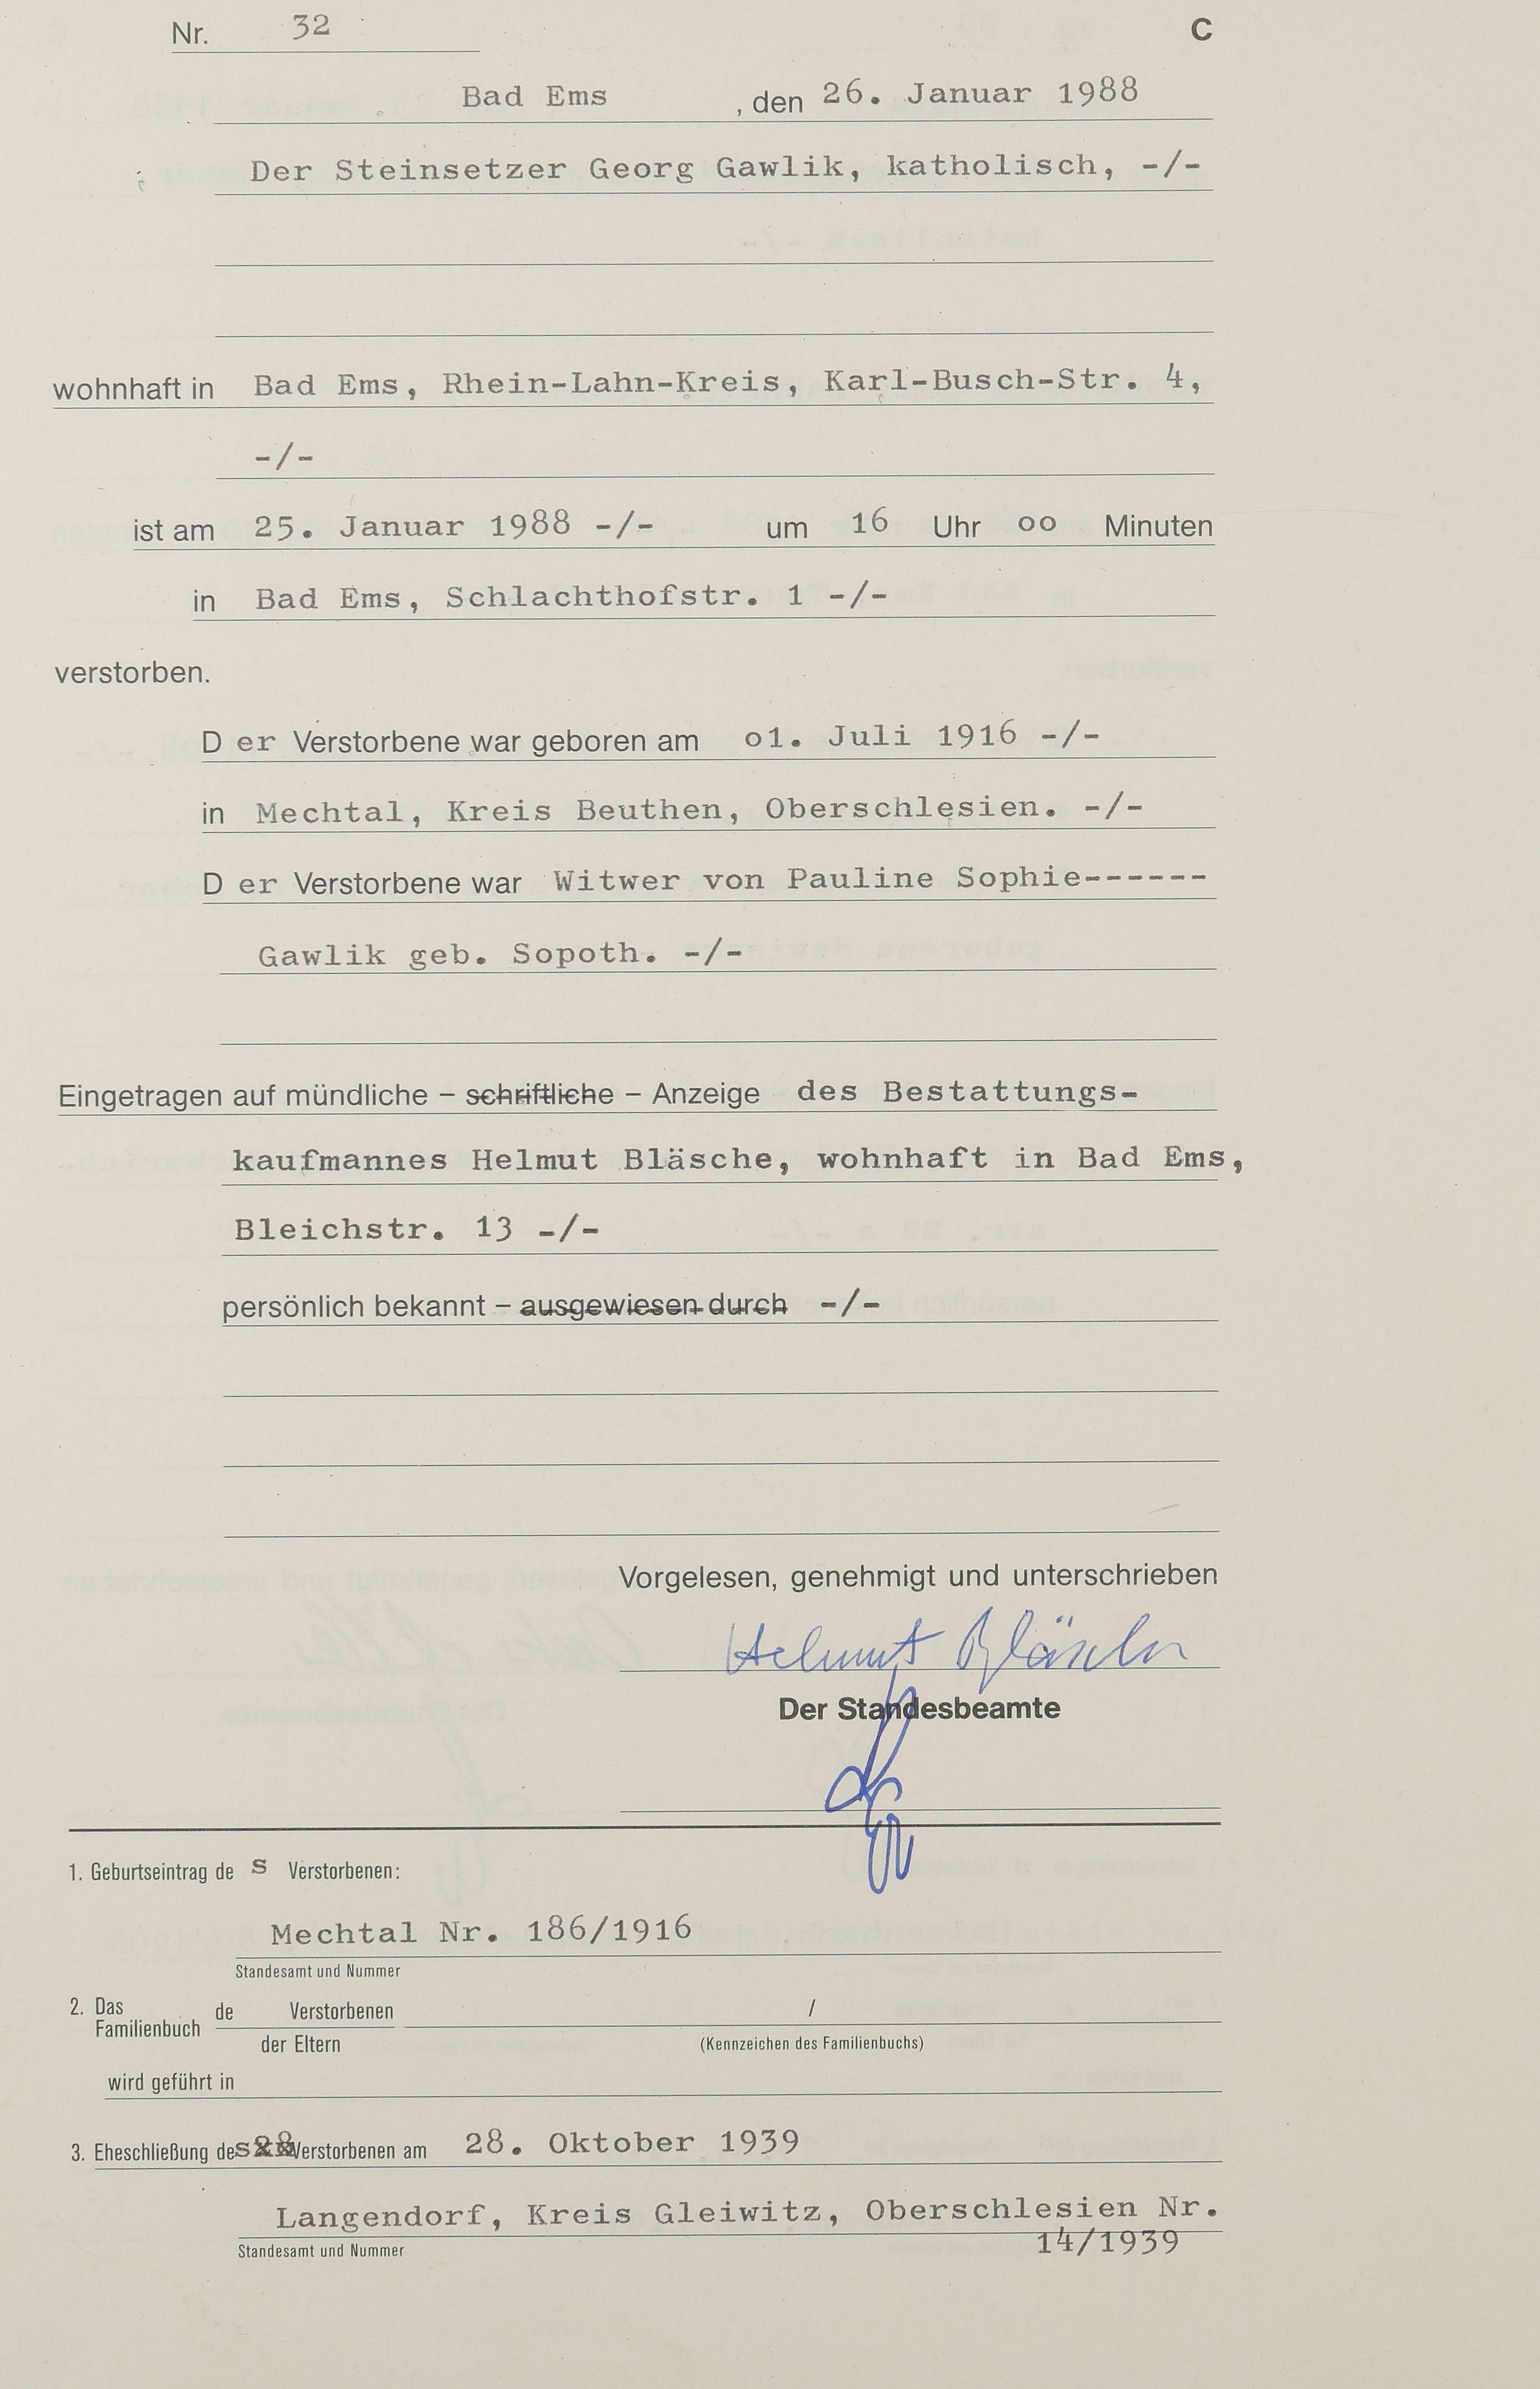 Nr. 32 C
Bad Ems , den 26. Januar 1988
Der Steinsetzer Georg Gawlik, katholisch, -/-
wohnhaft in Bad Ems, Rhein-Lahn-Kreis, Karl-Busch-Str. 4,
-/-
ist am 25. Januar 1988 -/- um 16 Uhr oo Minuten
in Bad Ems, Schlachthofstr. 1 -/-
verstorben.
D er Verstorbene war geboren am o1. Juli 1916 -/-
in Mechtal, Kreis Beuthen, Oberschlesien. -/-
D er Verstorbene war Witwer von Pauline Sophie------
Gawlik geb. Sopoth. -/-
Eingetragen auf mündliche – schriftliche – Anzeige des Bestattungs-
kaufmannes Helmut Bläsche, wohnhaft in Bad Ems,
Bleichstr. 13 -/-
persönlich bekannt – ausgewiesen durch -/-
Vorgelesen, genehmigt und unterschrieben
Helmut Bläsche
Der Standesbeamte
1. Geburtseintrag de s Verstorbenen:
Mechtal Nr. 186/1916
Standesamt und Nummer
2. Das Familienbuch de Verstorbenen /
der Eltern (Kennzeichen des Familienbuchs)
wird geführt in
3. Eheschließung des Verstorbenen am 28. Oktober 1939
Langendorf, Kreis Gleiwitz, Oberschlesien Nr.
14/1939
Standesamt und Nummer